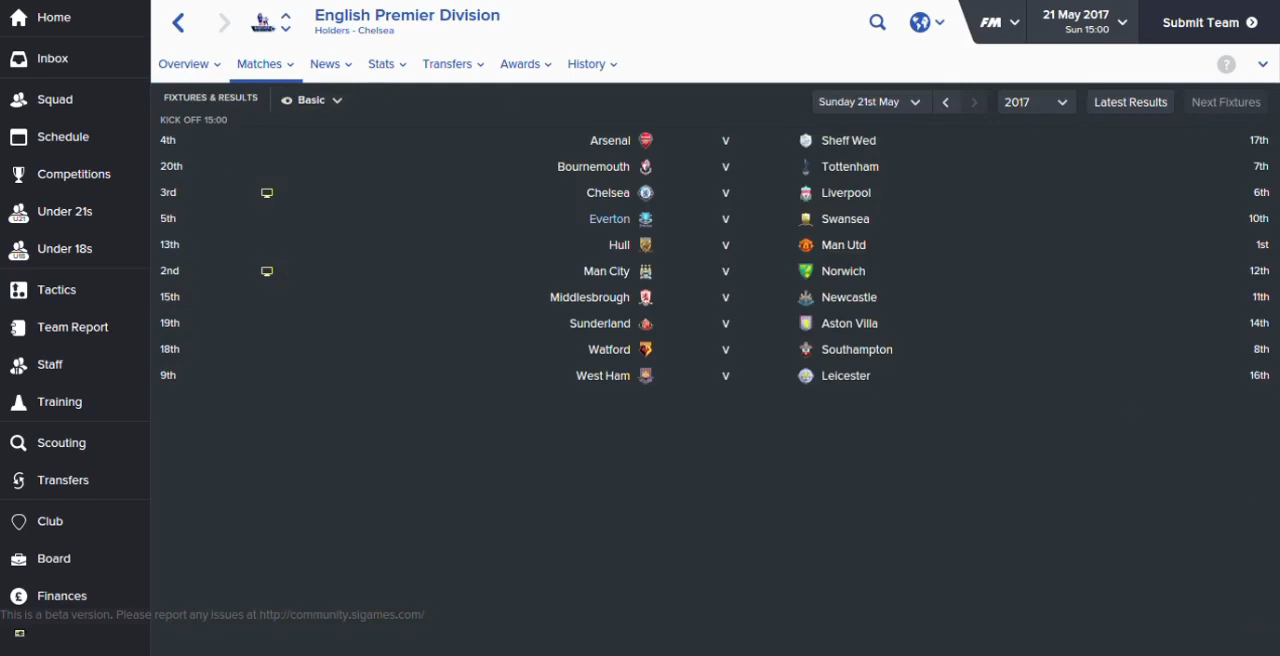 Home
Inbox
Squad
Schedule
Competitions
Under 21s
Under 18s
Tactics
Team Report
Staff
Training
Scouting
Transfers
Club
Board
Finances
English Premier Division
Holders - Chelsea
FM
21 May 2017
Sun 15:00
Submit Team
Overview Matches News Stats Transfers Awards History ?
FIXTURES & RESULTS Basic Sunday 21st May 2017 Latest Results Next Fixtures
KICK OFF 15:00
4th Arsenal v Sheff Wed 17th
20th Bournemouth v Tottenham 7th
3rd Chelsea v Liverpool 6th
5th Everton v Swansea 10th
13th Hull v Man Utd 1st
2nd Man City v Norwich 12th
15th Middlesbrough v Newcastle 11th
19th Sunderland v Aston Villa 14th
18th Watford v Southampton 8th
9th West Ham v Leicester 16th
This is a beta version. Please report any issues at http://community.sigames.com/